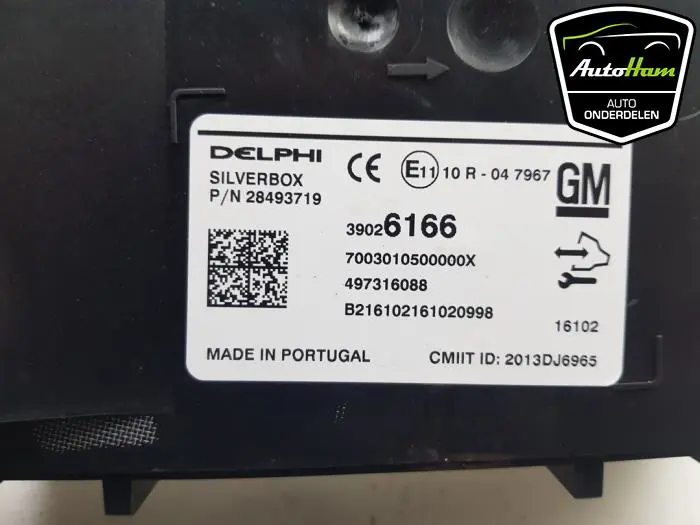 AutoHam
AUTO
ONDERDELEN
DELPHI
SILVERBOX
P/N 28493719
CE E11 10 R - 04 7967
GM
39026166
7003010500000X
497316088
B216102161020998
16102
MADE IN PORTUGAL
CMIIT ID: 2013DJ6965